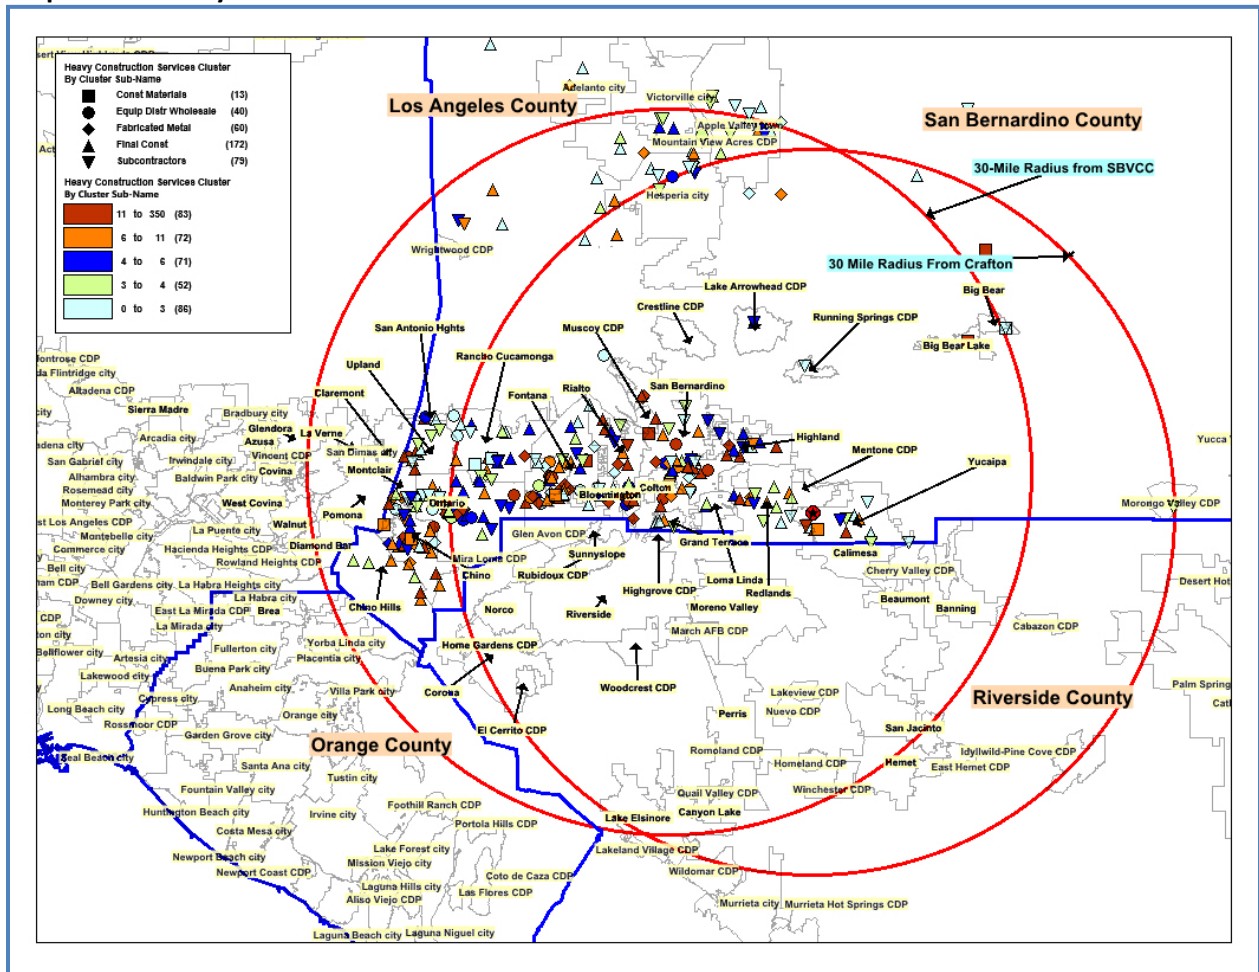 Los Angeles County
San Bernardino County
30-Mile Radius from SBVCC
30 Mile Radius From Crafton
Heavy Construction Services Cluster
By Cluster Sub-Name
Const Materials (13)
Equip Distr Wholesale (40)
Fabricated Metal (60)
Final Const (172)
Subcontractors (79)
Heavy Construction Services Cluster
By Cluster Sub-Name
11 to 350 (83)
6 to 11 (72)
4 to 6 (71)
3 to 4 (52)
0 to 3 (86)
Adelanto city
Victorville city
Mountain View Acres CDP
Hesperia city
Wrightwood CDP
Lake Arrowhead CDP
Big Bear
Crestline CDP
Running Springs CDP
Big Bear Lake
San Antonio Hghts
Muscoy CDP
Rancho Cucamonga
Upland
Rialto
San Bernardino
Claremont
Fontana
Altadena CDP
Sierra Madre
Bradbury city
Glendora
La Verne
Highland
Arcadia city
Azusa
San Dimas city
Vincent CDP
Mentone CDP
Yucaipa
San Gabriel city
Irwindale city
Covina
Montclair
Alhambra city
Baldwin Park city
Rosemead city
Monterey Park city
West Covina
Ontario
Bloomington
Colton
Morongo Valley CDP
Pomona
Walnut
La Puente city
Montebello city
Commerce city
Hacienda Heights CDP
Diamond Bar
Rowland Heights CDP
Glen Avon CDP
Grand Terrace
Mira Loma CDP
Sunnyslope
Calimesa
Bell city
Chino
Rubidoux CDP
Cherry Valley CDP
Loma Linda
Redlands
Bell Gardens city
La Habra Heights city
Downey city
La Habra city
Highgrove CDP
Moreno Valley
Beaumont
Banning
East La Mirada CDP
Brea
Chino Hills
Norco
Riverside
La Mirada city
March AFB CDP
Cabazon CDP
Yorba Linda city
Home Gardens CDP
Fullerton city
Placentia city
Artesia city
Buena Park city
Lakewood city
Anaheim city
Villa Park city
Corona
Woodcrest CDP
Lakeview CDP
Riverside County
Cypress city
Long Beach city
Orange city
Perris
Nuevo CDP
Rossmoor CDP
Garden Grove city
El Cerrito CDP
San Jacinto
Orange County
Romoland CDP
Idyllwild-Pine Cove CDP
Seal Beach city
Santa Ana city
Homeland CDP
Hemet
East Hemet CDP
Tustin city
Fountain Valley city
Quail Valley CDP
Winchester CDP
Foothill Ranch CDP
Huntington Beach city
Irvine city
Canyon Lake
Lake Elsinore
Portola Hills CDP
Costa Mesa city
Lake Forest city
Lakeland Village CDP
Newport Beach city
Mission Viejo city
Newport Coast CDP
Coto de Caza CDP
Wildomar CDP
Laguna Hills city
Las Flores CDP
Aliso Viejo CDP
Murrieta city
Murrieta Hot Springs CDP
Laguna Beach city
Laguna Niguel city